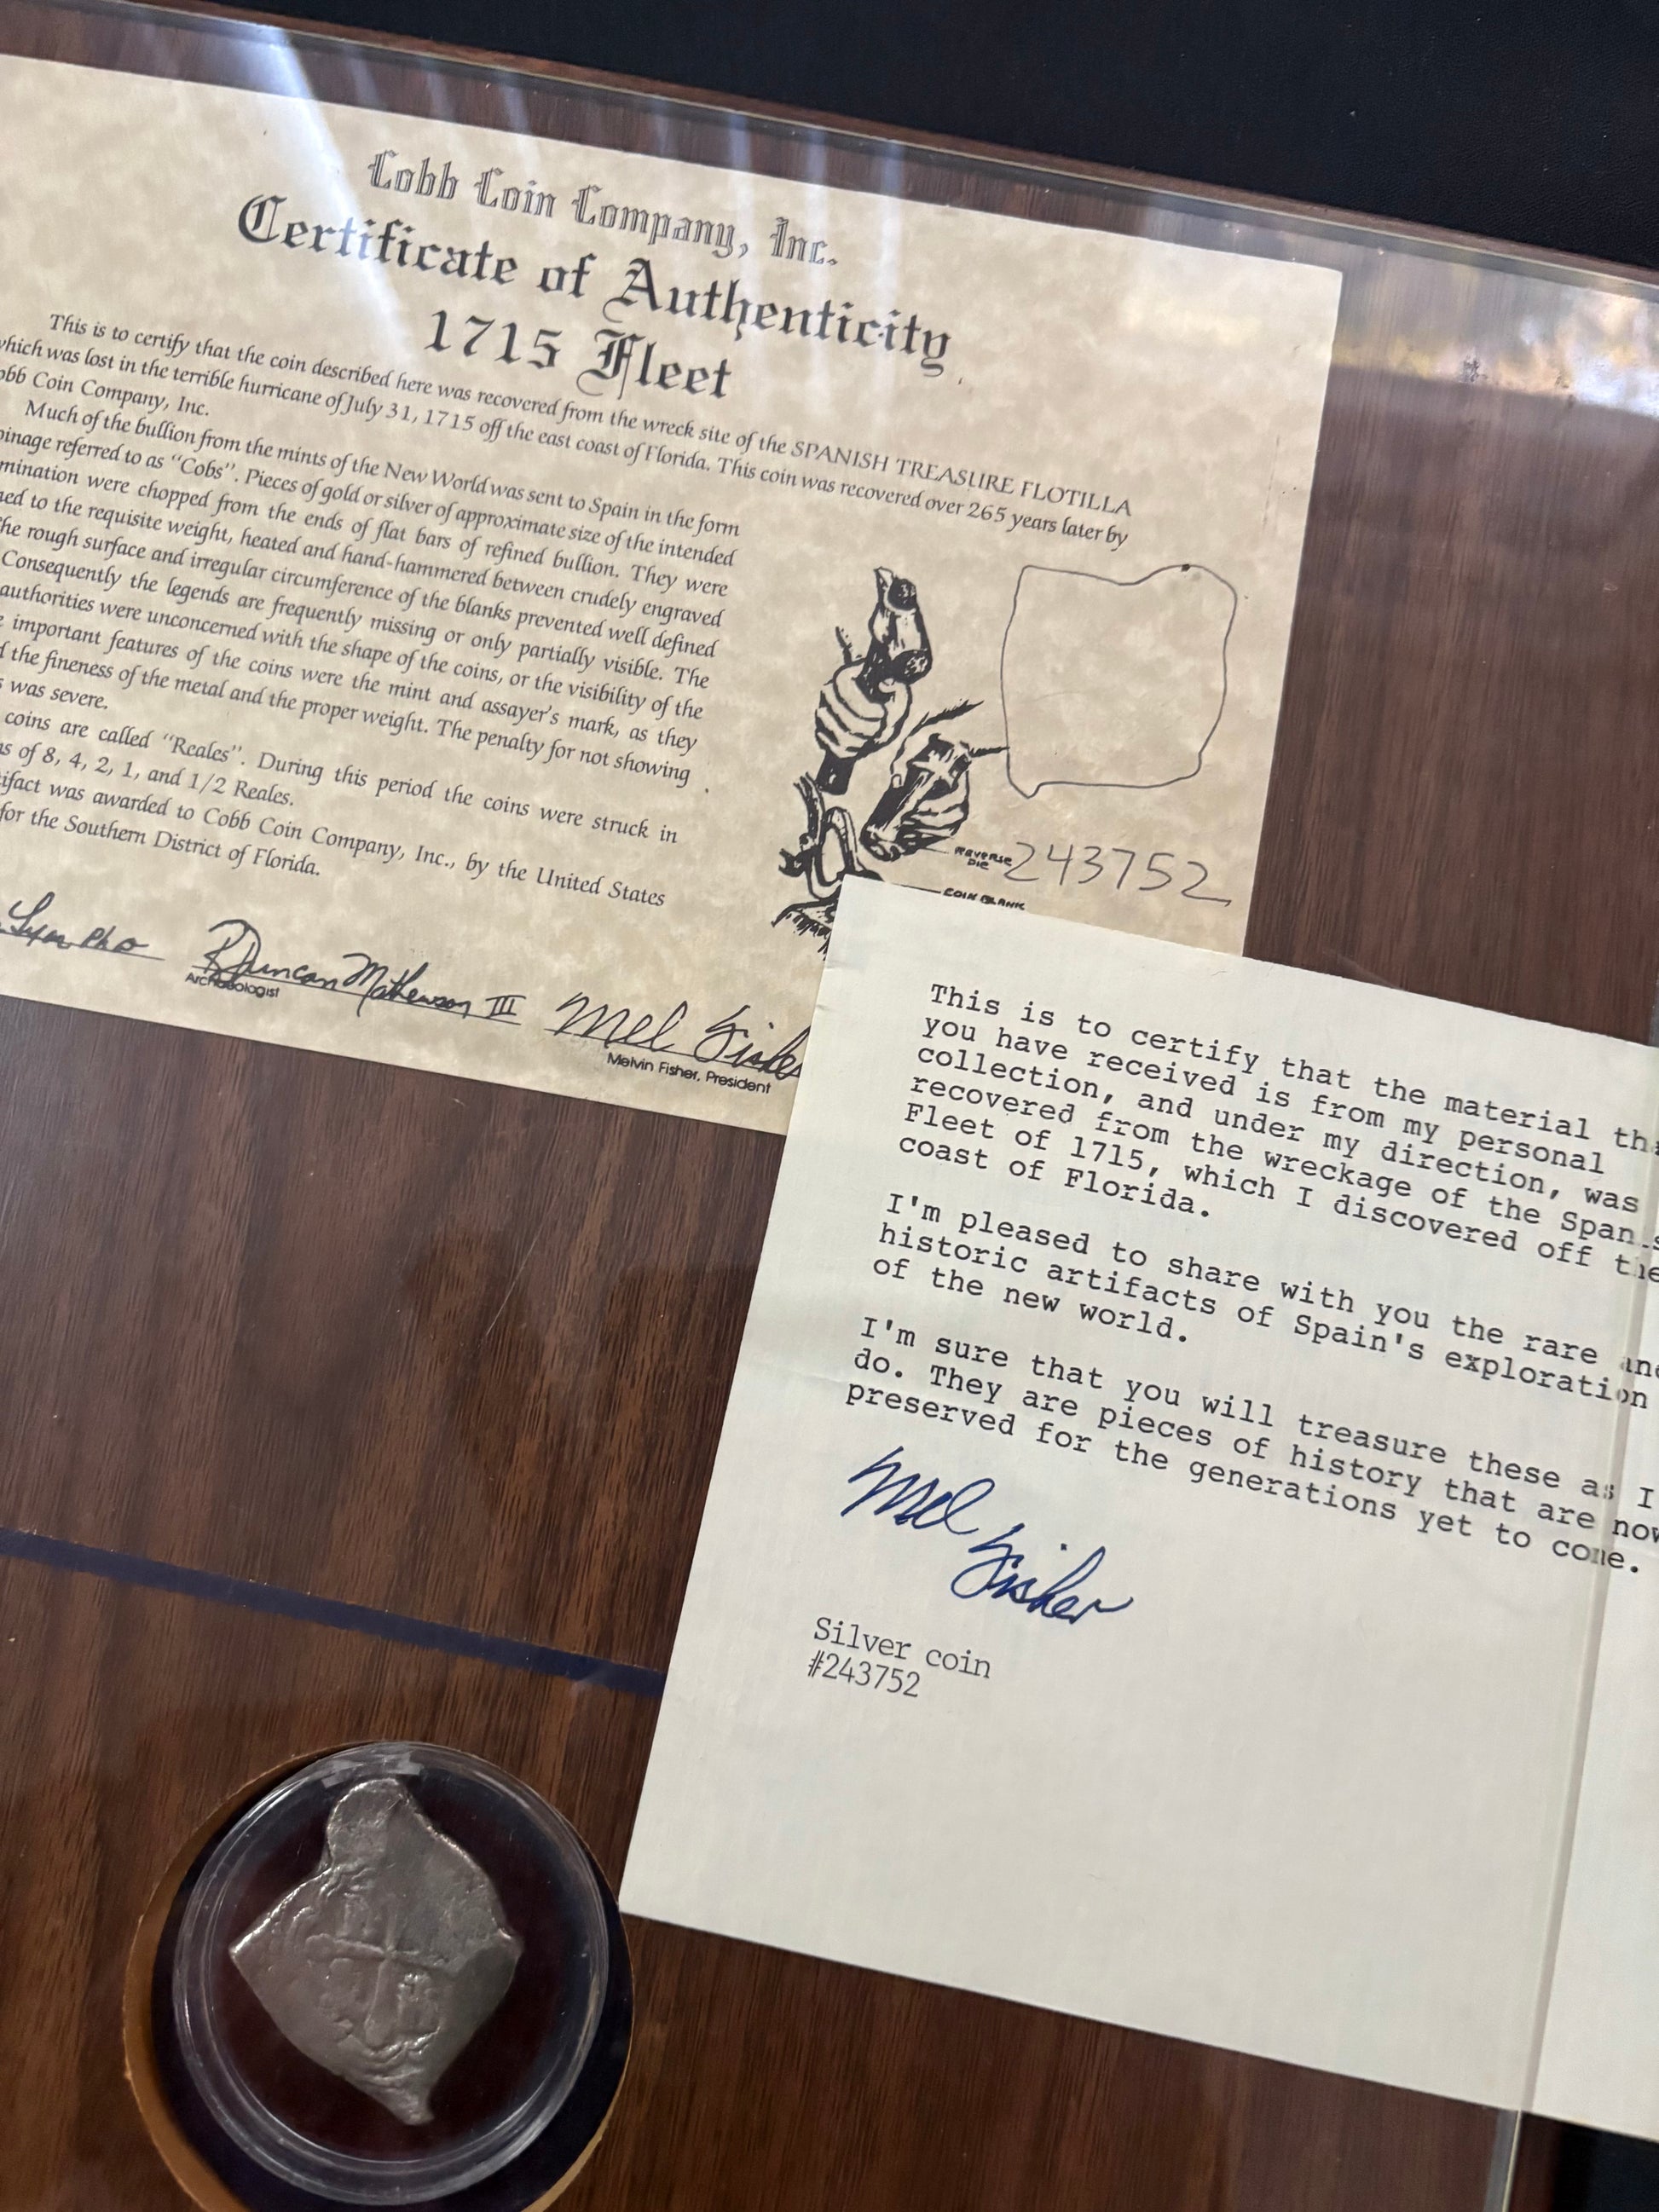 Cobb Coin Company, Inc.
Certificate of Authenticity
1715 Fleet
This is to certify that the coin described here was recovered from the wreck site of the SPANISH TREASURE FLOTILLA
which was lost in the terrible hurricane of July 31, 1715 off the east coast of Florida. This coin was recovered over 265 years later by
Coin Company, Inc.
Much of the bullion from the mints of the New World was sent to Spain in the form
referred to as "Cobs". Pieces of gold or silver of approximate size of the intended
were chopped from the ends of flat bars of refined bullion. They were
to the requisite weight, heated and hand-hammered between crudely engraved
rough surface and irregular circumference of the blanks prevented well defined
Consequently the legends are frequently missing or only partially visible. The
authorities were unconcerned with the shape of the coins, or the visibility of the
important features of the coins were the mint and assayer's mark, as they
the fineness of the metal and the proper weight. The penalty for not showing
was severe.
coins are called "Reales". During this period the coins were struck in
of 8, 4, 2, 1, and 1/2 Reales.
was awarded to Cobb Coin Company, Inc., by the United States
for the Southern District of Florida.
REVERSE
DIE
243752
COIN BLANK
Duncan Mathewson III
Archaeologist
Mel Fisher
Melvin Fisher, President
This is to certify that the material
you have received is from my personal
collection, and under my direction, was
recovered from the wreckage of the
Fleet of 1715, which I discovered off the
coast of Florida.
I'm pleased to share with you the rare and
historic artifacts of Spain's exploration
of the new world.
I'm sure that you will treasure these as I
do. They are pieces of history that are now
preserved for the generations yet to come.
Mel Fisher
Silver coin
#243752